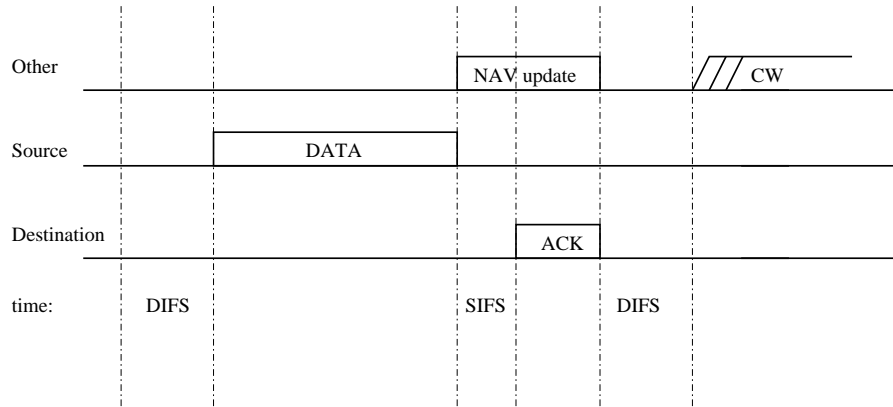 Other
NAV update
CW
Source
DATA
Destination
ACK
time:
DIFS
SIFS
DIFS